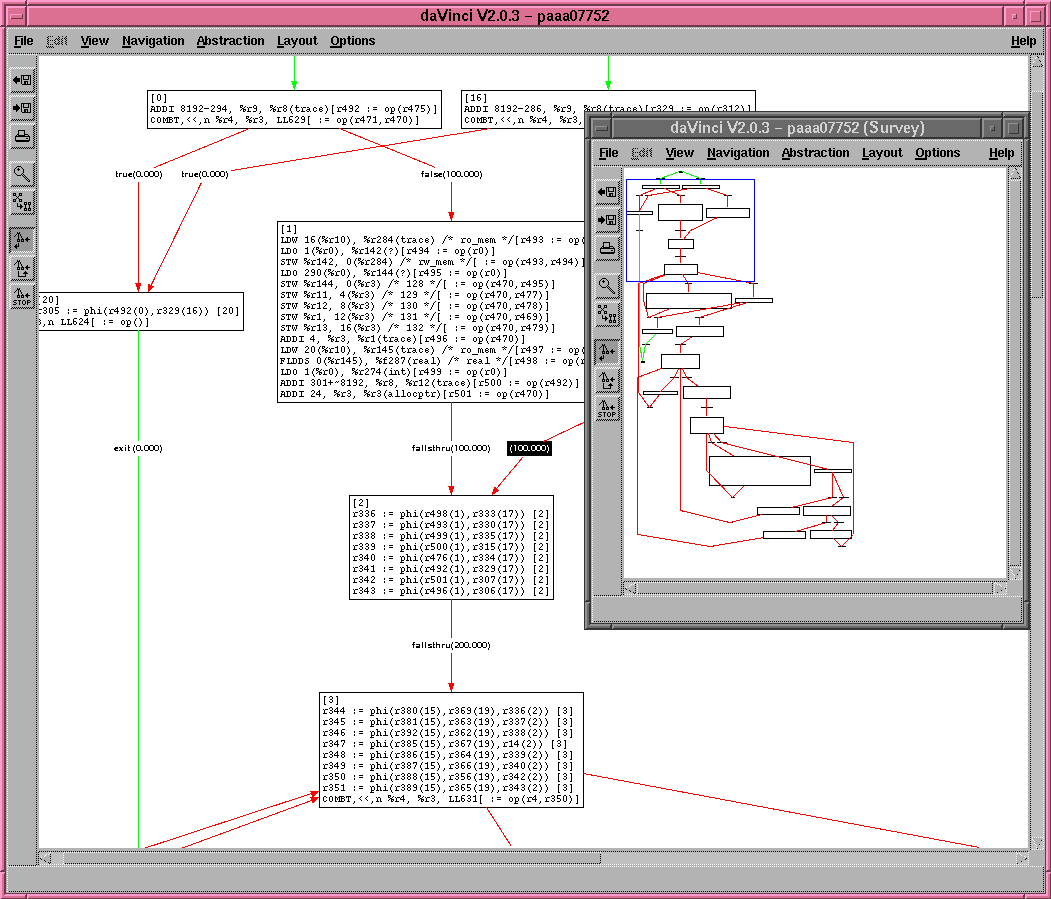 daVinci V2.0.3 – paaa07752
File Edit View Navigation Abstraction Layout Options Help
[0]
ADDI 8192-294, %r9, %r8(trace)[r492 := op(r475)]
COMBT,<<,n %r4, %r3, LL629[ := op(r471,r470)]
[16]
ADDI 8192-286, %r9, %r8(trace)[r329 := op(r312)]
COMBT,<<,n %r4, %r3,
true(0.000)
true(0.000)
false(100.000)
[1]
LDW 16(%r10), %r284(trace) /* ro_mem */[r493 := op(
LDO 1(%r0), %r142(?)[r494 := op(r0)]
STW %r142, 0(%r284) /* rw_mem */[ := op(r493,r494)]
LDO 290(%r0), %r144(?)[r495 := op(r0)]
STW %r144, 0(%r3) /* 128 */[ := op(r470,r495)]
STW %r11, 4(%r3) /* 129 */[ := op(r470,r477)]
STW %r12, 8(%r3) /* 130 */[ := op(r470,r478)]
STW %r1, 12(%r3) /* 131 */[ := op(r470,r469)]
STW %r13, 16(%r3) /* 132 */[ := op(r470,r479)]
ADDI 4, %r3, %r1(trace)[r496 := op(r470)]
LDW 20(%r10), %r145(trace) /* ro_mem */[r497 := op(
FLDDS 0(%r145), %f287(real) /* real */[r498 := op(r
LDO 1(%r0), %r274(int)[r499 := op(r0)]
ADDI 301+~8192, %r8, %r12(trace)[r500 := op(r492)]
ADDI 24, %r3, %r3(allocptr)[r501 := op(r470)]
[20]
r305 := phi(r492(0),r329(16)) [20]
,n LL624[ := op()]
exit(0.000)
fallsthru(100.000)
(100.000)
[2]
r336 := phi(r498(1),r333(17)) [2]
r337 := phi(r493(1),r330(17)) [2]
r338 := phi(r499(1),r335(17)) [2]
r339 := phi(r500(1),r315(17)) [2]
r340 := phi(r476(1),r334(17)) [2]
r341 := phi(r492(1),r329(17)) [2]
r342 := phi(r501(1),r307(17)) [2]
r343 := phi(r496(1),r306(17)) [2]
fallsthru(200.000)
[3]
r344 := phi(r380(15),r369(19),r336(2)) [3]
r345 := phi(r381(15),r363(19),r337(2)) [3]
r346 := phi(r392(15),r362(19),r338(2)) [3]
r347 := phi(r385(15),r367(19),r14(2)) [3]
r348 := phi(r386(15),r364(19),r339(2)) [3]
r349 := phi(r387(15),r366(19),r340(2)) [3]
r350 := phi(r388(15),r356(19),r342(2)) [3]
r351 := phi(r389(15),r365(19),r343(2)) [3]
COMBT,<<,n %r4, %r3, LL631[ := op(r4,r350)]
STOP
daVinci V2.0.3 – paaa07752 (Survey)
File Edit View Navigation Abstraction Layout Options Help
STOP